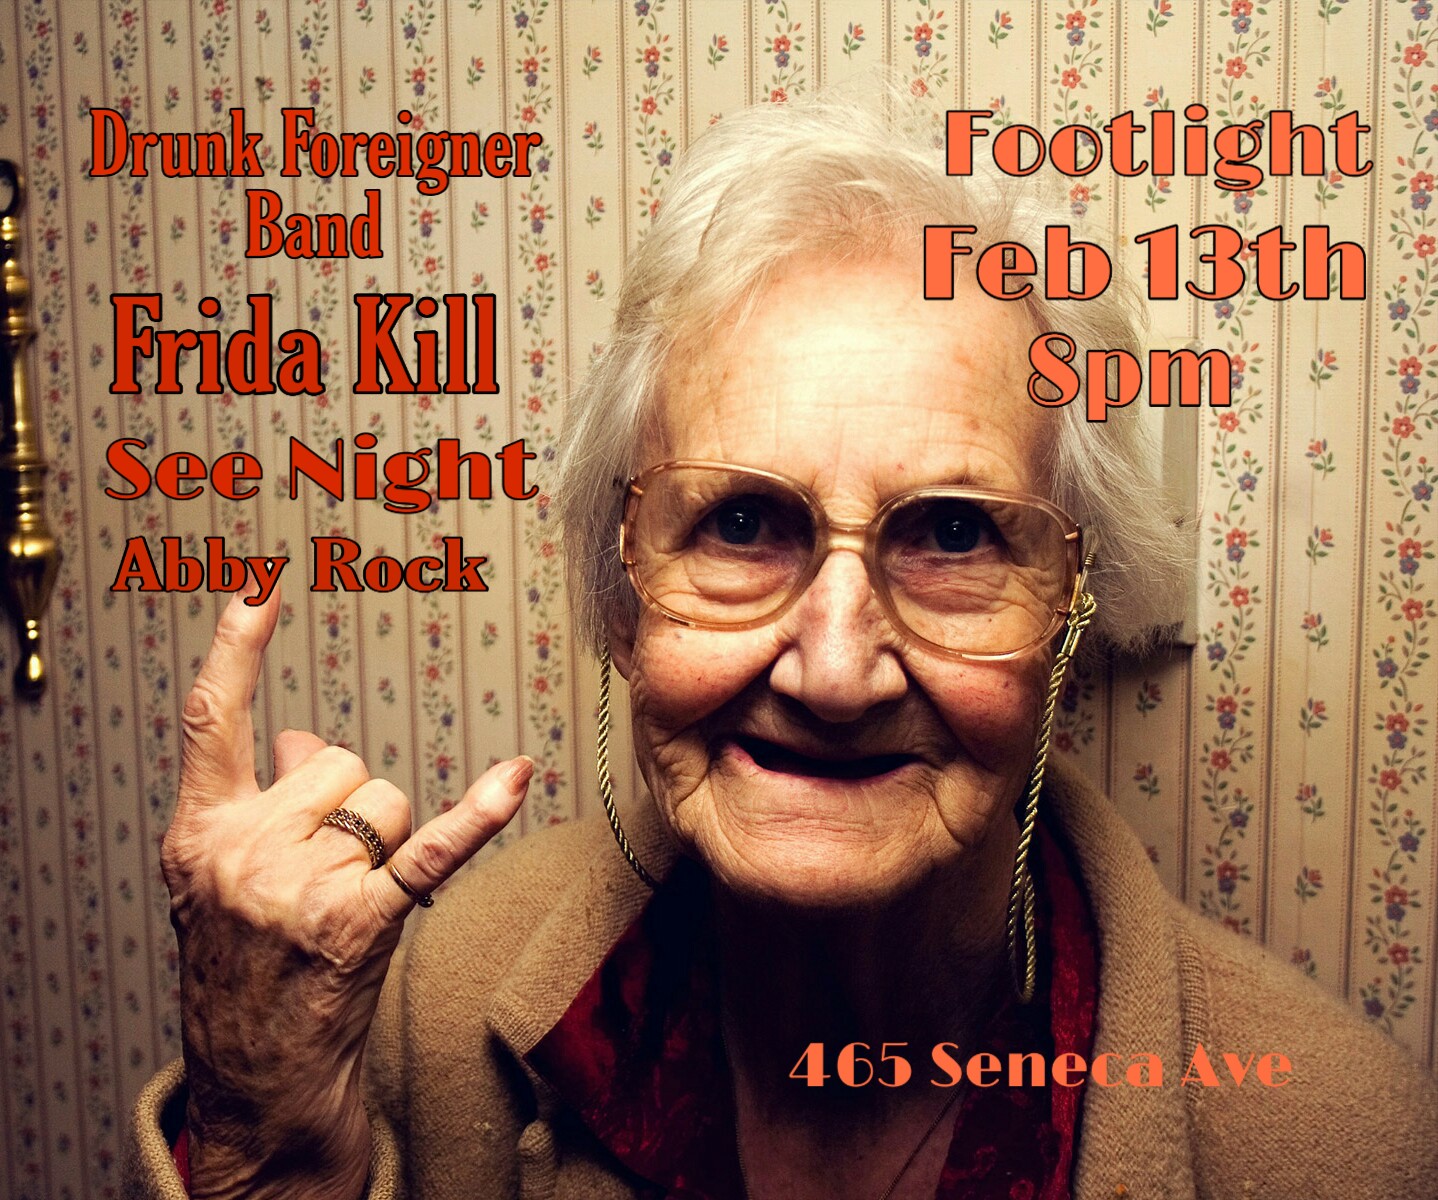 Drunk Foreigner
Band
Frida Kill
See Night
Abby Rock
Footlight
Feb 13th
8pm
465 Seneca Ave